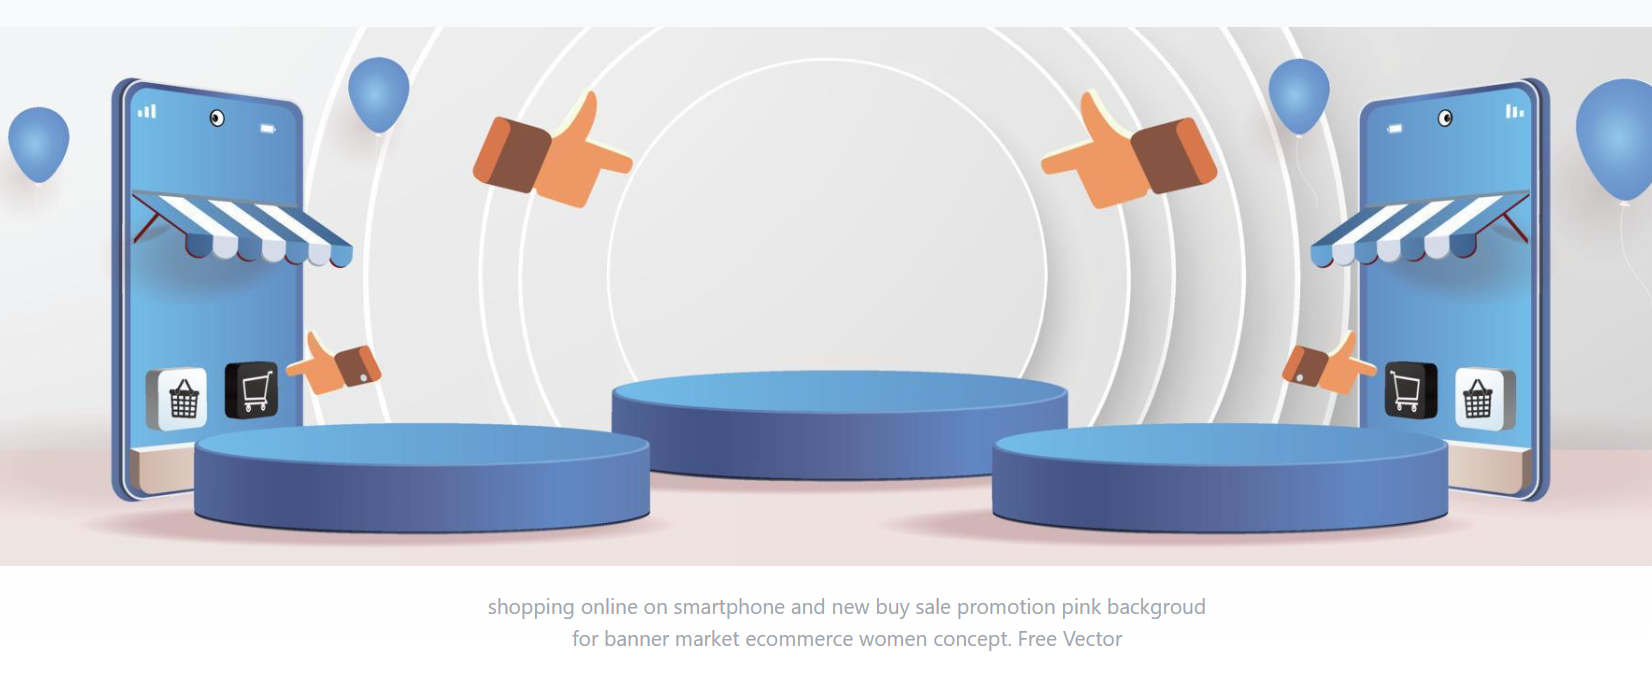 shopping online on smartphone and new buy sale promotion pink backgroud
for banner market ecommerce women concept. Free Vector